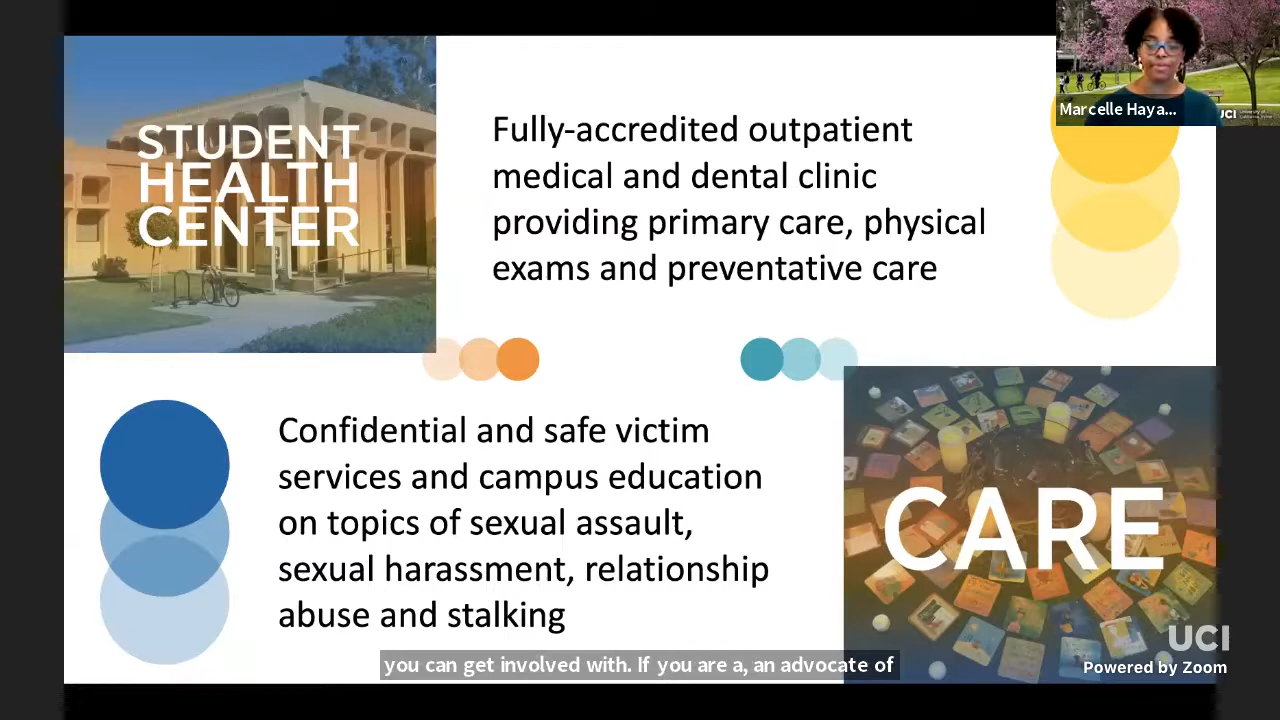 STUDENT
HEALTH
CENTER
Fully-accredited outpatient
medical and dental clinic
providing primary care, physical
exams and preventative care
Marcelle Haya...
UCI
Confidential and safe victim
services and campus education
on topics of sexual assault,
sexual harassment, relationship
abuse and stalking
CARE
you can get involved with. If you are a, an advocate of
UCI
Powered by Zoom